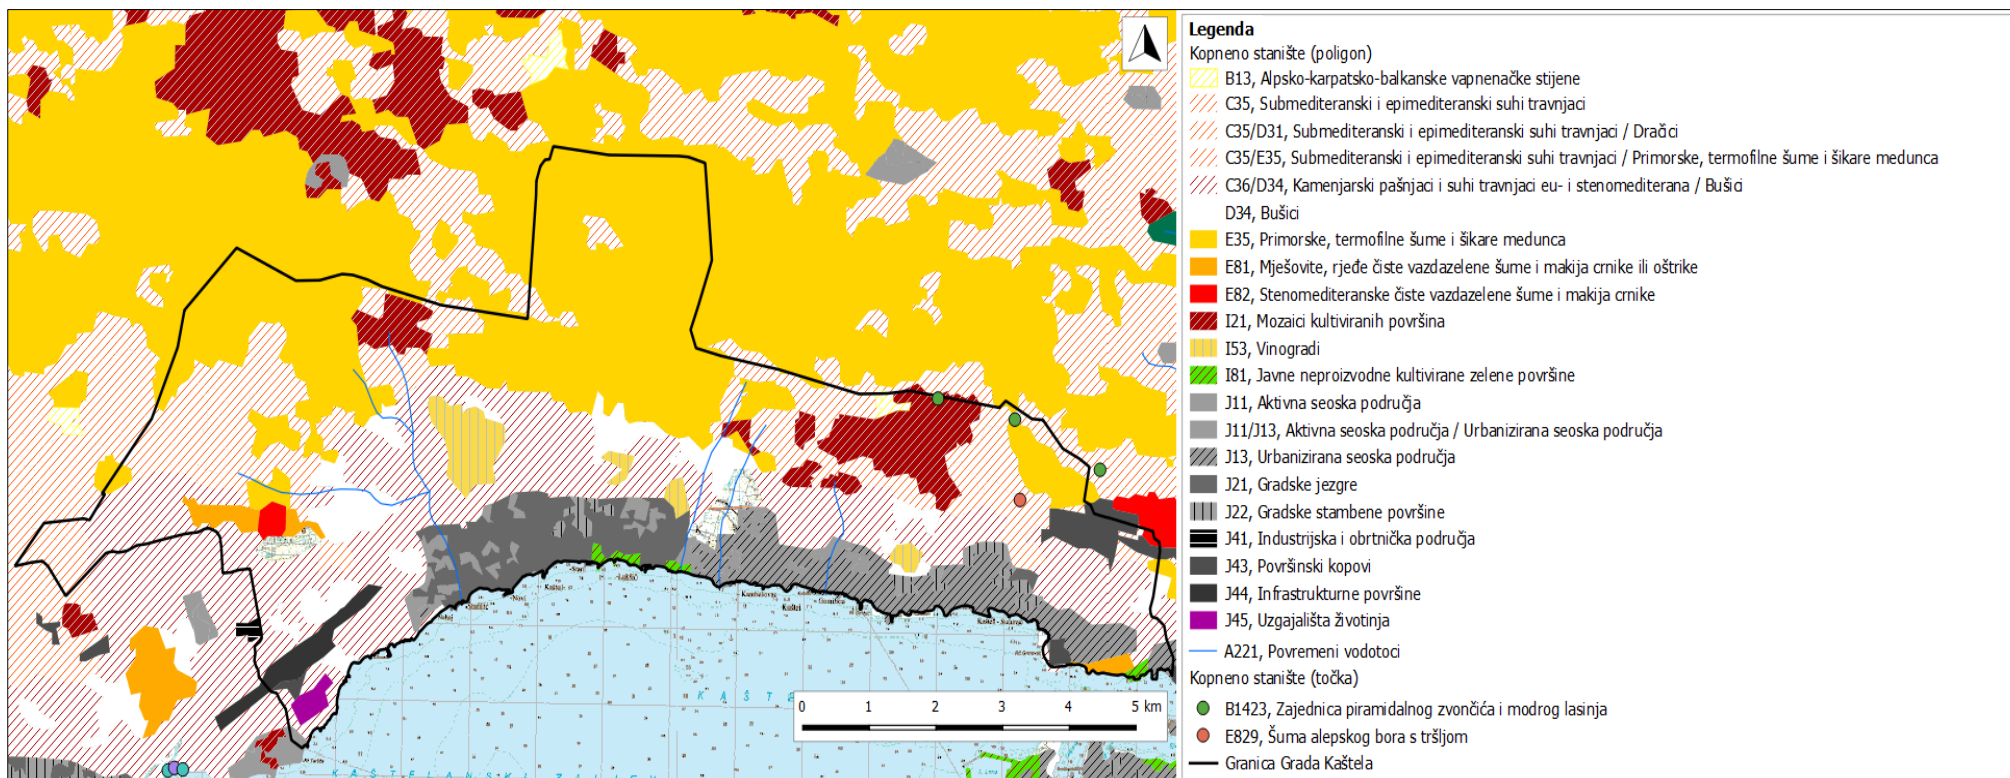 Legenda
Kopneno stanište (poligon)
B13, Alpsko-karpatsko-balkanske vapnenačke stijene
C35, Submediteranski i epimediteranski suhi travnjaci
C35/D31, Submediteranski i epimediteranski suhi travnjaci / Dračici
C35/E35, Submediteranski i epimediteranski suhi travnjaci / Primorske, termofilne šume i šikare medunca
C36/D34, Kamenjarski pašnjaci i suhi travnjaci eu- i stenomediterana / Bušici
D34, Bušici
E35, Primorske, termofilne šume i šikare medunca
E81, Mješovite, rjeđe čiste vazdazelene šume i makija crnike ili oštrike
E82, Stenomediteranske čiste vazdazelene šume i makija crnike
I21, Mozaici kultiviranih površina
I53, Vinogradi
I81, Javne neproizvodne kultivirane zelene površine
J11, Aktivna seoska područja
J11/J13, Aktivna seoska područja / Urbanizirana seoska područja
J13, Urbanizirana seoska područja
J21, Gradske jezgre
J22, Gradske stambene površine
J41, Industrijska i obrtnička područja
J43, Površinski kopovi
J44, Infrastrukturne površine
J45, Uzgajališta životinja
A221, Povremeni vodotoci
Kopneno stanište (točka)
B1423, Zajednica piramidalnog zvončića i modrog lasinja
E829, Šuma alepskog bora s tršljom
Granica Grada Kaštela
0 1 2 3 4 5 km